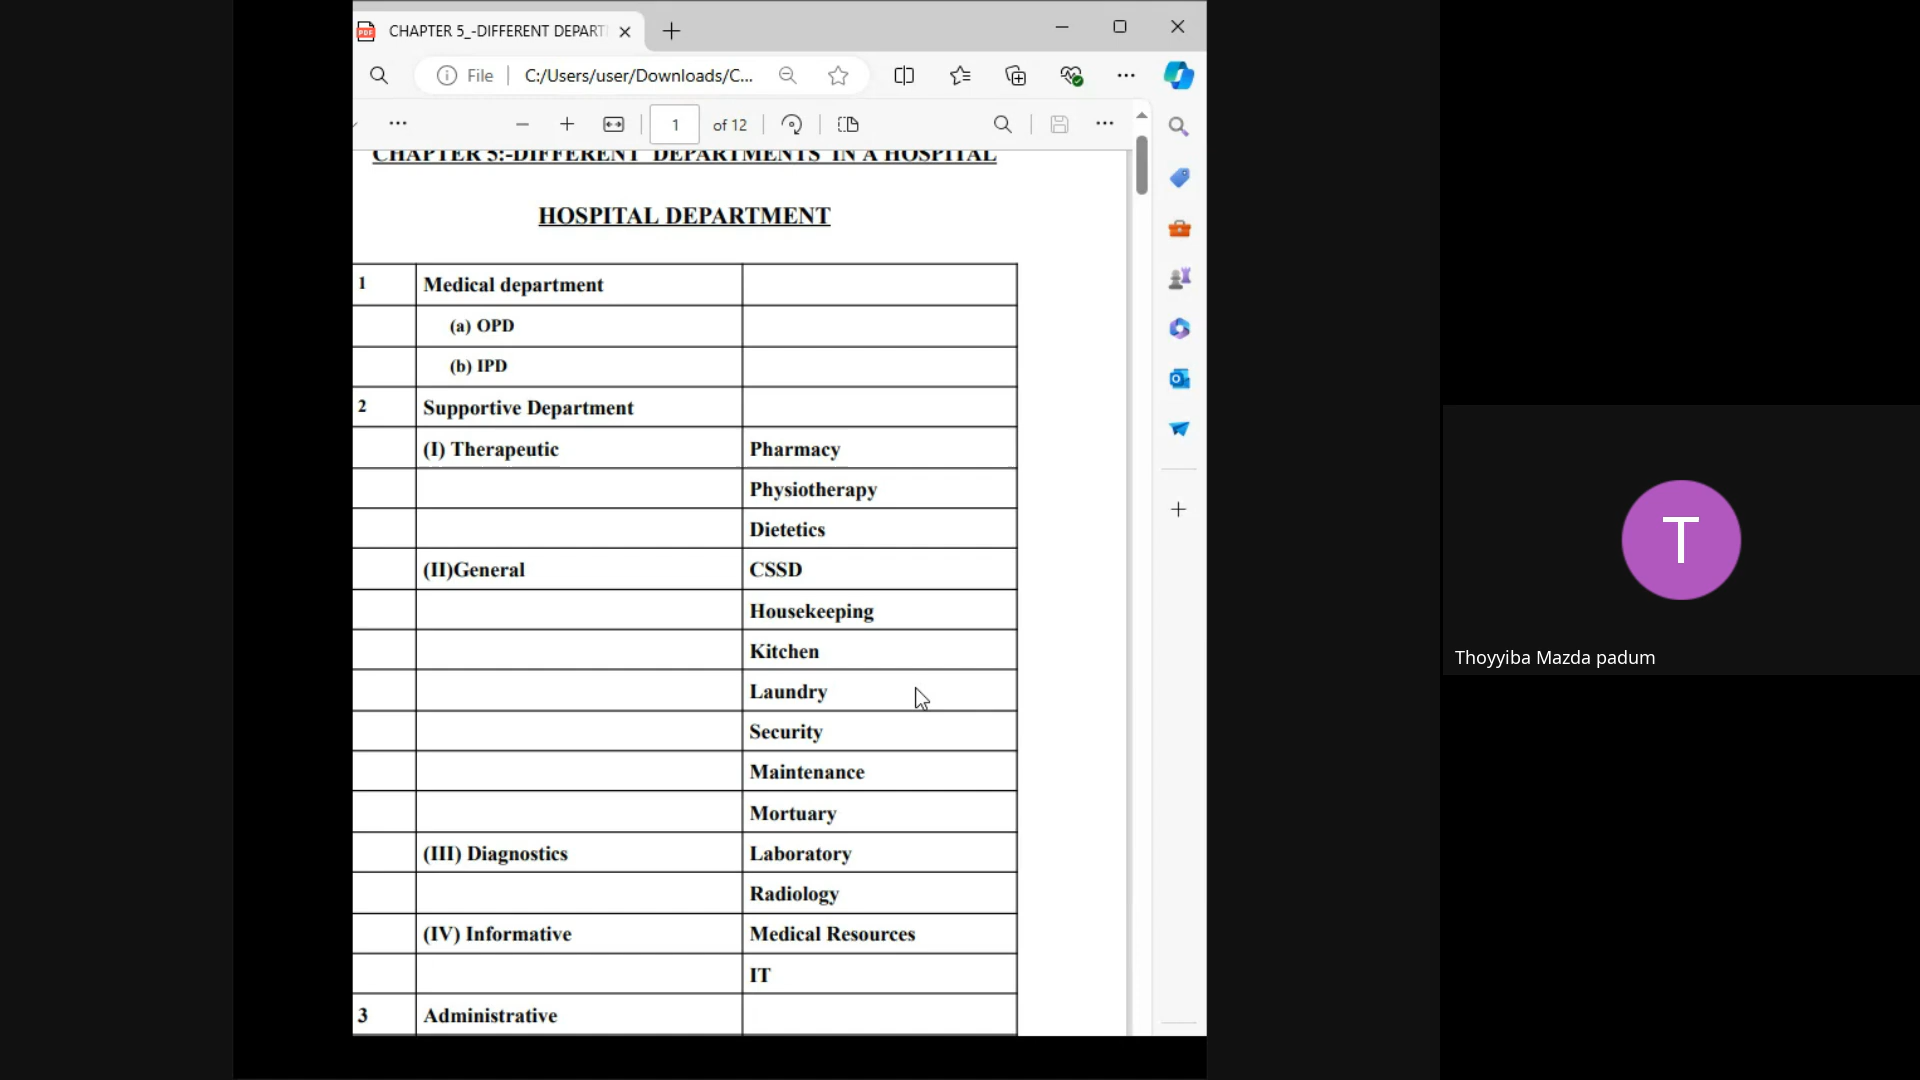 CHAPTER 5_-DIFFERENT DEPART
File
C:/Users/user/Downloads/C...
1 of 12
CHAPTER 5:-DIFFERENT DEPARTMENTS IN A HOSPITAL
HOSPITAL DEPARTMENT
1 Medical department
(a) OPD
(b) IPD
2 Supportive Department
(I) Therapeutic Pharmacy
Physiotherapy
Dietetics
(II)General CSSD
Housekeeping
Kitchen
Laundry
Security
Maintenance
Mortuary
(III) Diagnostics Laboratory
Radiology
(IV) Informative Medical Resources
IT
3 Administrative
T
Thoyyiba Mazda padum